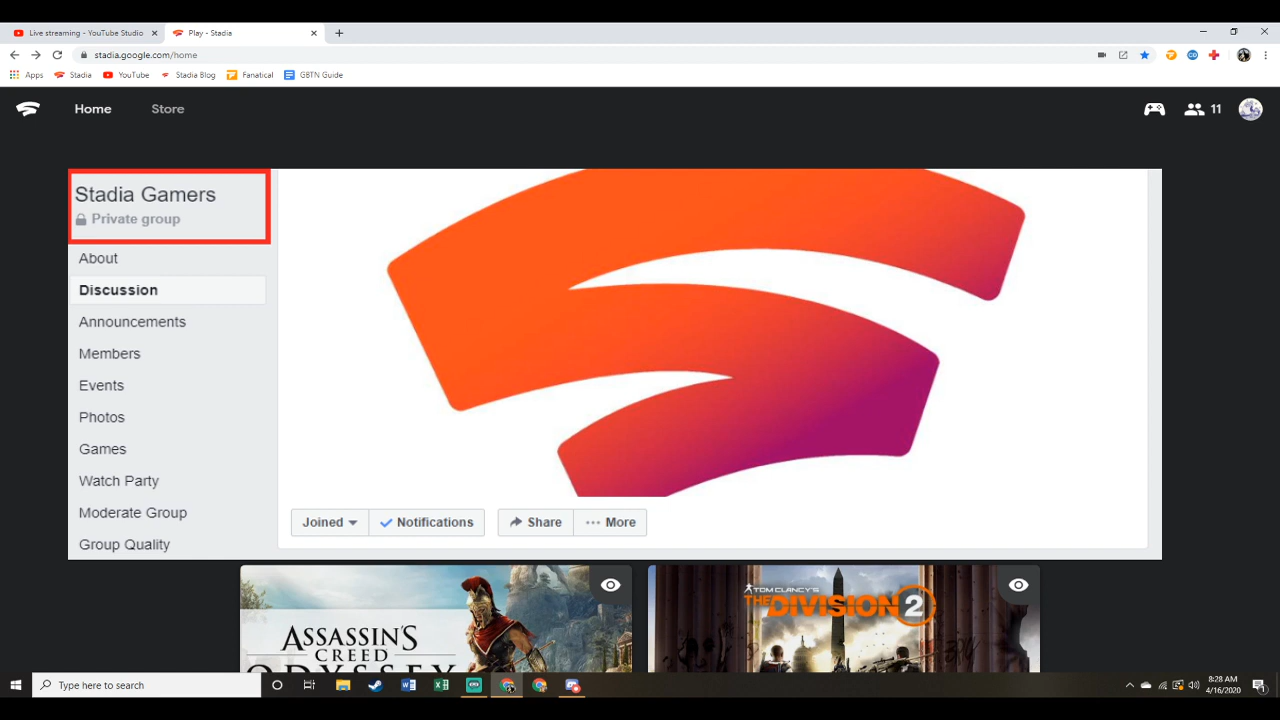 Live streaming - YouTube Studio
Play - Stadia
stadia.google.com/home
Apps Stadia YouTube Stadia Blog Fanatical GBTN Guide
Home Store 11
Stadia Gamers
Private group
About
Discussion
Announcements
Members
Events
Photos
Games
Watch Party
Moderate Group
Group Quality
Joined Notifications Share More
ASSASSIN'S
CREED
ODYSSEY
TOM CLANCY'S
THE DIVISION 2
Type here to search
8:28 AM
4/16/2020
1